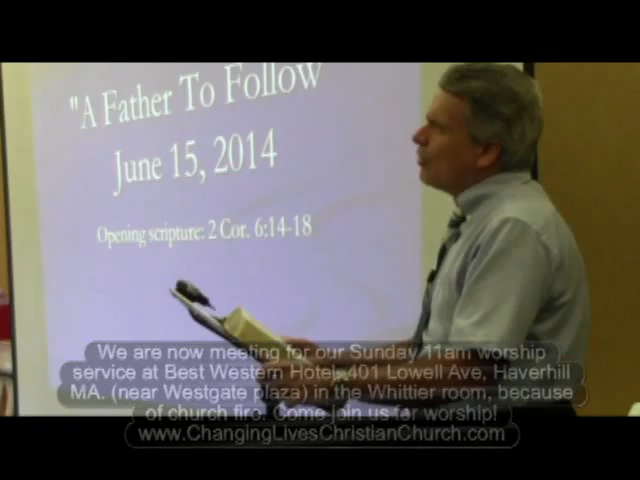 "A Father To Follow
June 15, 2014
Opening scripture: 2 Cor. 6:14-18
We are now meeting for our Sunday 11am worship
service at Best Western Hotel, 401 Lowell Ave, Haverhill
MA. (near Westgate plaza) in the Whittier room, because
of church fire. Come join us for worship!
www.ChangingLivesChristianChurch.com